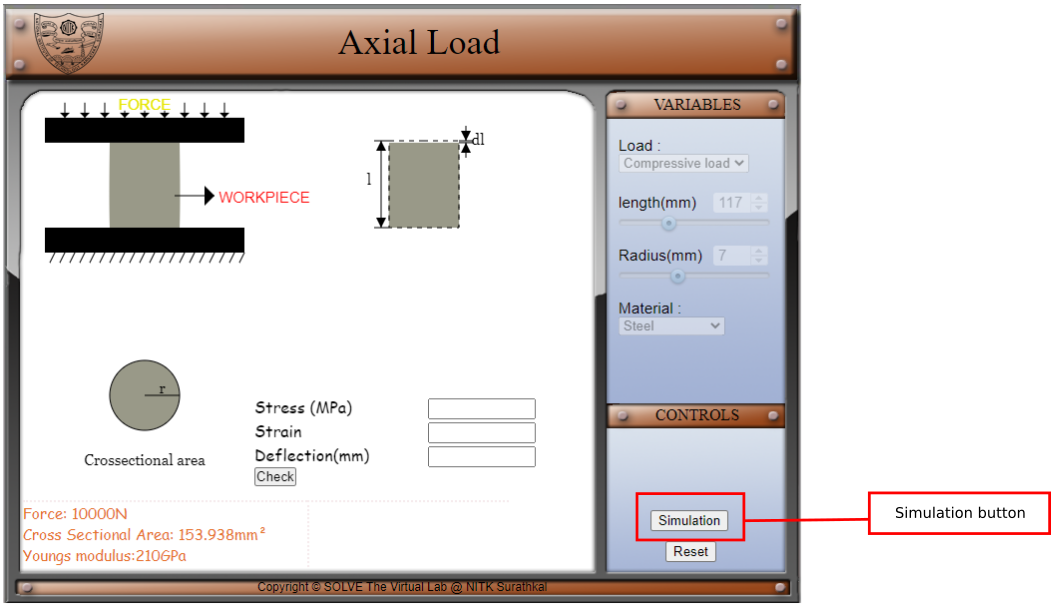 Axial Load
FORCE
WORKPIECE
l
dl
r
Crossectional area
Stress (MPa)
Strain
Deflection(mm)
Check
Force: 10000N
Cross Sectional Area: 153.938mm²
Youngs modulus:210GPa
VARIABLES
Load :
Compressive load
length(mm) 117
Radius(mm) 7
Material :
Steel
CONTROLS
Simulation
Reset
Simulation button
Copyright © SOLVE The Virtual Lab @ NITK Surathkal